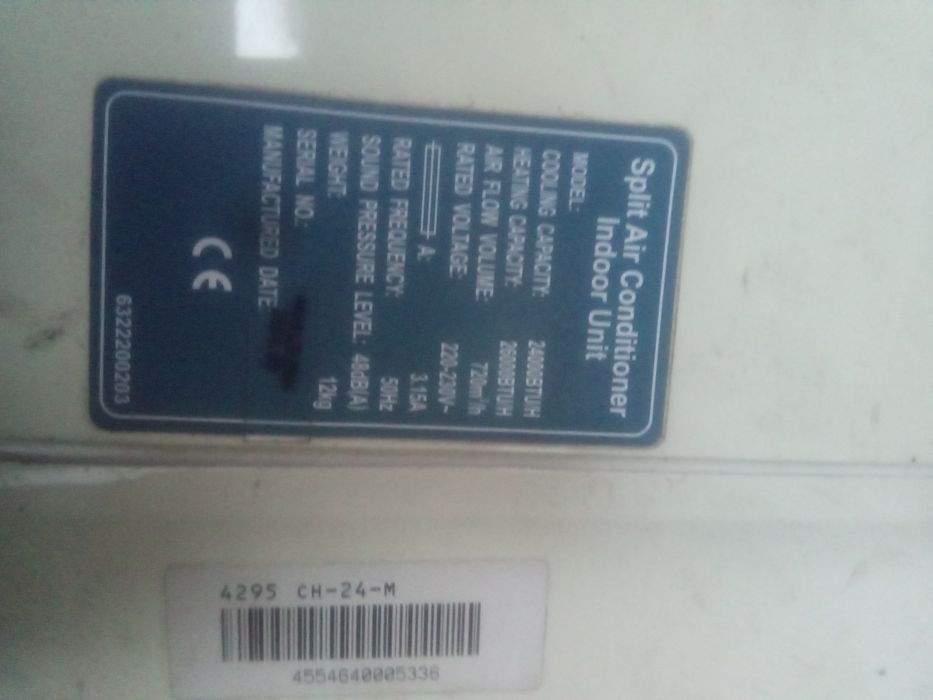 Split Air Conditioner
Indoor Unit
MODEL:
COOLING CAPACITY: 24000BTU/H
HEATING CAPACITY: 26000BTU/H
AIR FLOW VOLUME: 720m³/h
RATED VOLTAGE: 220-230V~
A: 3.15A
RATED FREQUENCY: 50Hz
SOUND PRESSURE LEVEL: 48dB(A)
WEIGHT: 12kg
SERIAL NO.:
MANUFACTURED DATE:
CE
6322200203
4295 CH-24-M
4554640005336